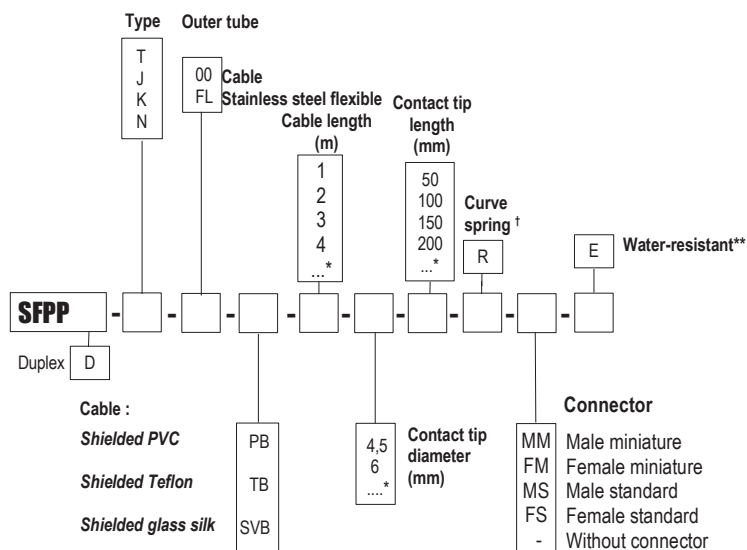 Type Outer tube
T
J
K
N
00 Cable
FL Stainless steel flexible
Cable length
(m)
1
2
3
4
...*
Contact tip
length
(mm)
50
100
150
200
...*
Curve
spring †
R
E Water-resistant**
SFPP - - - - - - - - -
Duplex D
Cable :
Shielded PVC PB
Shielded Teflon TB
Shielded glass silk SVB
4,5
6
....*
Contact tip
diameter
(mm)
Connector
MM Male miniature
FM Female miniature
MS Male standard
FS Female standard
- Without connector